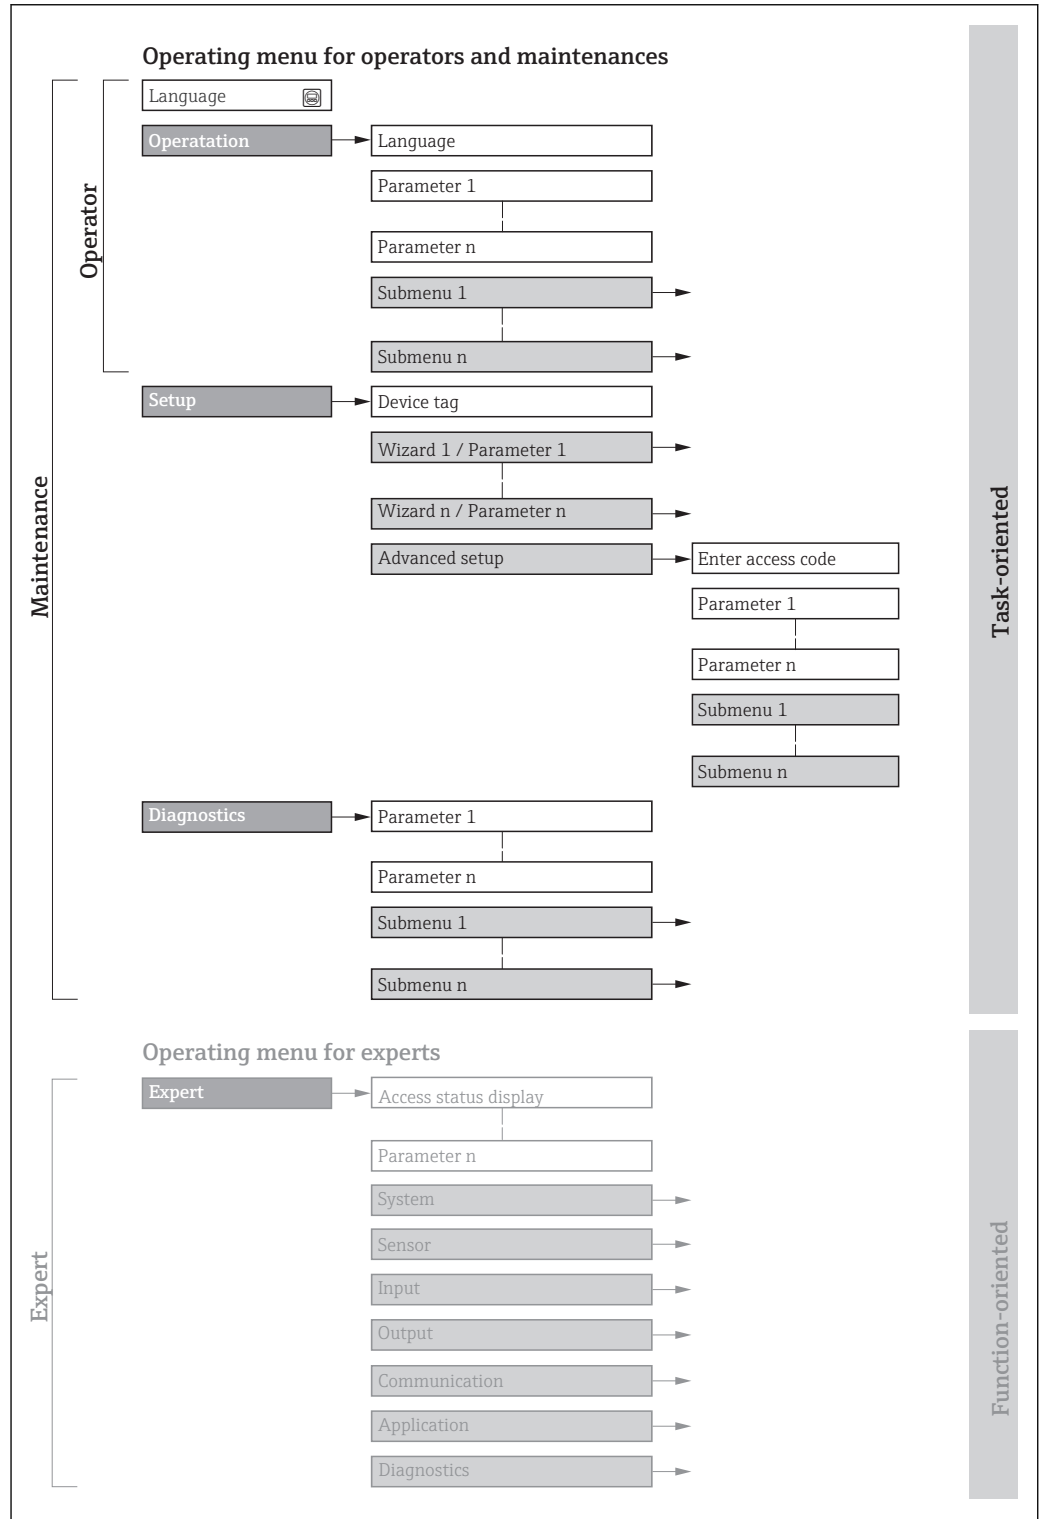 Operating menu for operators and maintenances
Language
Operatation
Language
Parameter 1
Parameter n
Submenu 1
Submenu n
Operator
Setup
Device tag
Wizard 1 / Parameter 1
Wizard n / Parameter n
Advanced setup
Enter access code
Parameter 1
Parameter n
Submenu 1
Submenu n
Maintenance
Task-oriented
Diagnostics
Parameter 1
Parameter n
Submenu 1
Submenu n
Operating menu for experts
Expert
Access status display
Parameter n
System
Sensor
Input
Output
Communication
Application
Diagnostics
Expert
Function-oriented